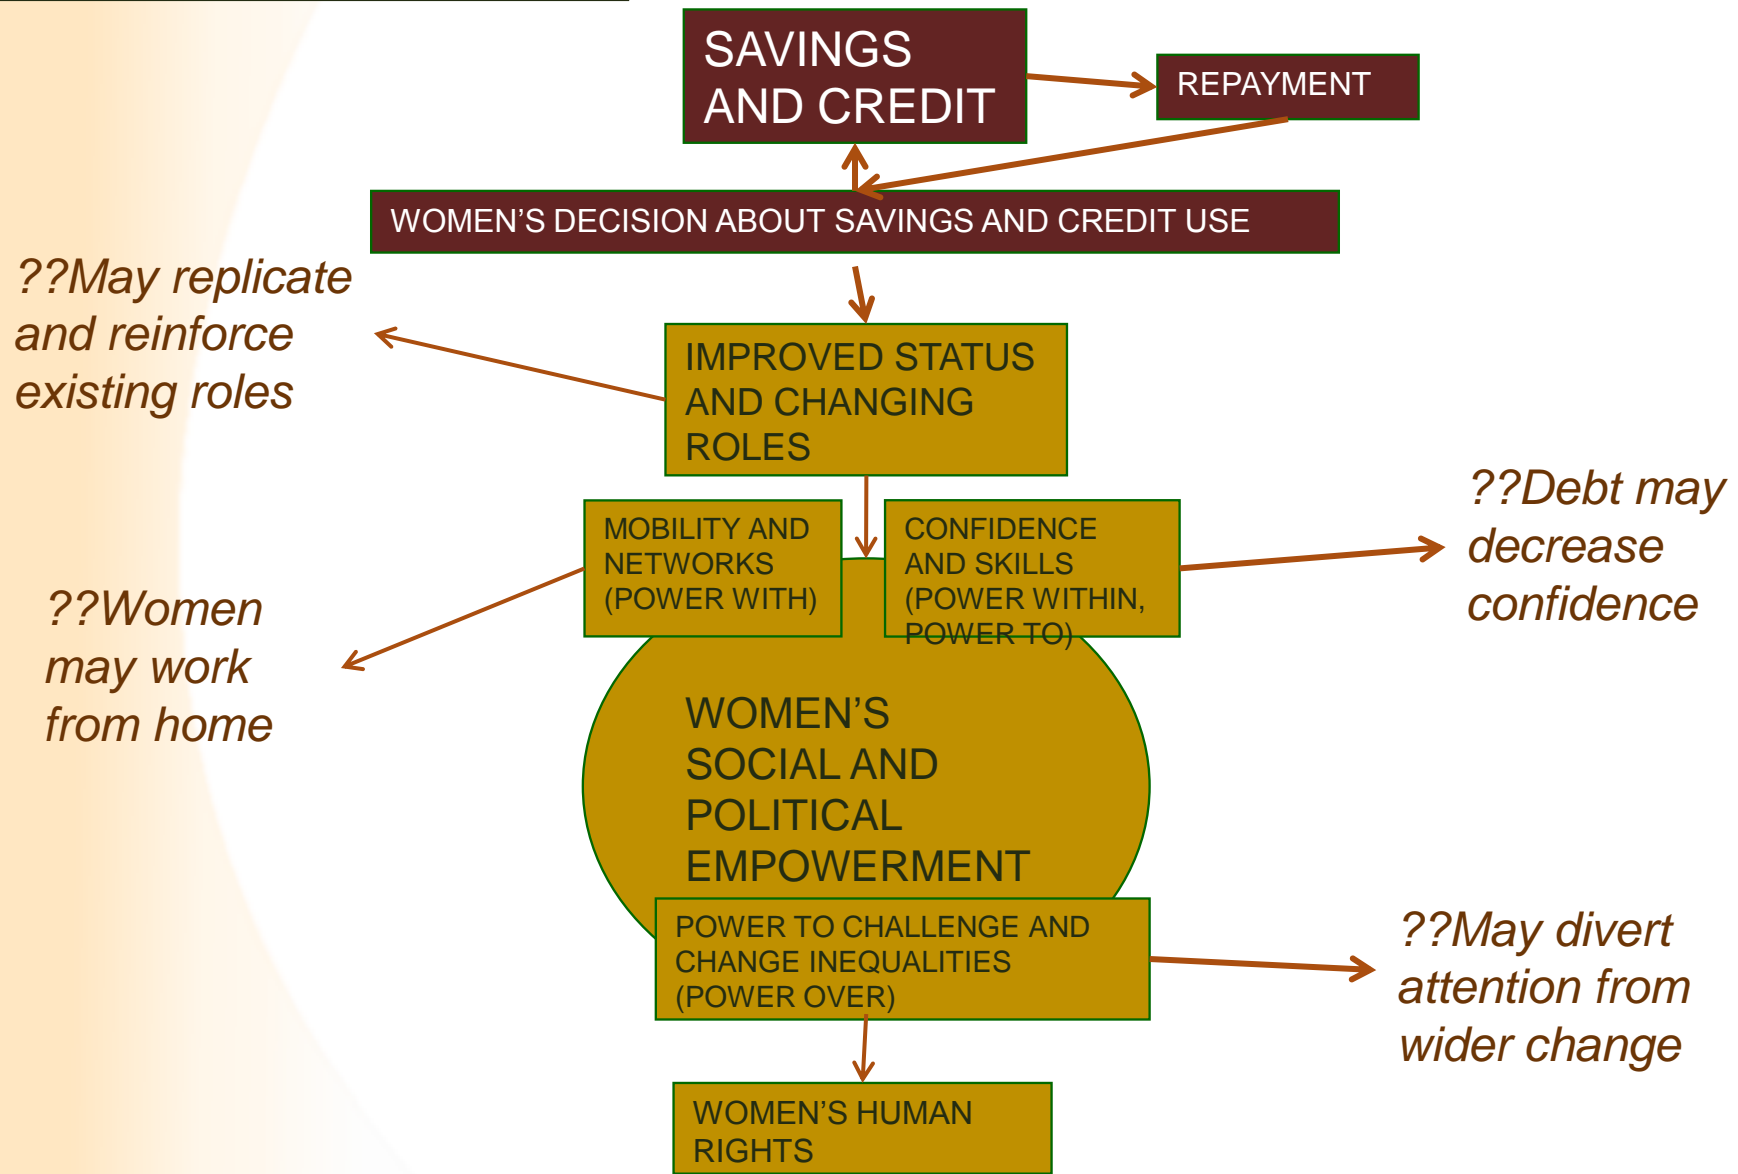 SAVINGS
AND CREDIT
REPAYMENT
WOMEN’S DECISION ABOUT SAVINGS AND CREDIT USE
??May replicate
and reinforce
existing roles
IMPROVED STATUS
AND CHANGING
ROLES
MOBILITY AND
NETWORKS
(POWER WITH)
CONFIDENCE
AND SKILLS
(POWER WITHIN,
POWER TO)
??Debt may
decrease
confidence
??Women
may work
from home
WOMEN’S
SOCIAL AND
POLITICAL
EMPOWERMENT
POWER TO CHALLENGE AND
CHANGE INEQUALITIES
(POWER OVER)
??May divert
attention from
wider change
WOMEN’S HUMAN
RIGHTS